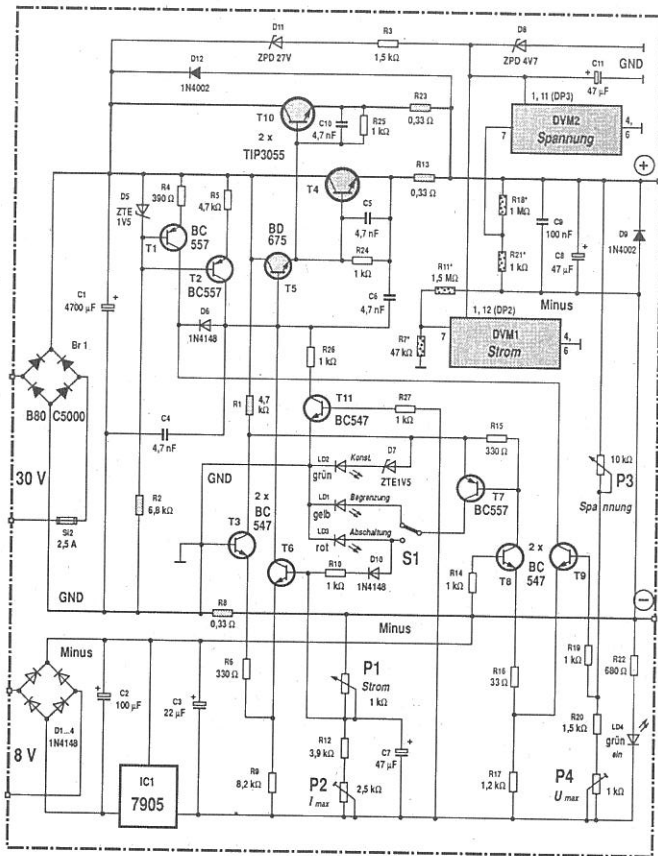 D11
ZPD 27V
R3
1,5 kΩ
D8
ZPD 4V7
GND
C11
47 µF
D12
1N4002
R23
0,33 Ω
T10
2 x
TIP3055
C10
4,7 nF
R25
1 kΩ
1, 11 (DP3)
DVM2
Spannung
7
4,
6
T4
R13
0,33 Ω
+
D5
ZTE
1V5
R4
390 Ω
R5
4,7 kΩ
BC
557
T1
T2
BC557
BD
675
T5
C5
4,7 nF
R24
1 kΩ
C6
4,7 nF
R18*
1 MΩ
R21*
1 kΩ
C9
100 nF
C8
47 µF
D9
1N4002
R11*
1,5 MΩ
Minus
C1
4700 µF
D6
1N4148
1, 12 (DP2)
DVM1
Strom
7
4,
6
R7*
47 kΩ
R26
1 kΩ
Br 1
B80
C5000
R1
4,7
kΩ
T11
BC547
R27
1 kΩ
C4
4,7 nF
R15
330 Ω
GND
LD2
Konst.
grün
D7
ZTE1V5
LD1
Begrenzung
gelb
LD3
Abschaltung
rot
S1
T7
BC557
10 kΩ
P3
Spannung
30 V
Si2
2,5 A
R2
6,8 kΩ
T3
2 x
BC
547
T6
R10
1 kΩ
D10
1N4148
R14
1 kΩ
T8
2 x
BC
547
T9
GND
R8
0,33 Ω
Minus
−
Minus
R6
330 Ω
P1
Strom
1 kΩ
R16
33 Ω
R19
1 kΩ
R22
680 Ω
C2
100 µF
C3
22 µF
D1...4
1N4148
8 V
R12
3,9 kΩ
C7
47 µF
R20
1,5 kΩ
LD4
grün
ein
IC1
7905
R9
8,2 kΩ
P2
I max
2,5 kΩ
R17
1,2 kΩ
P4
U max
1 kΩ